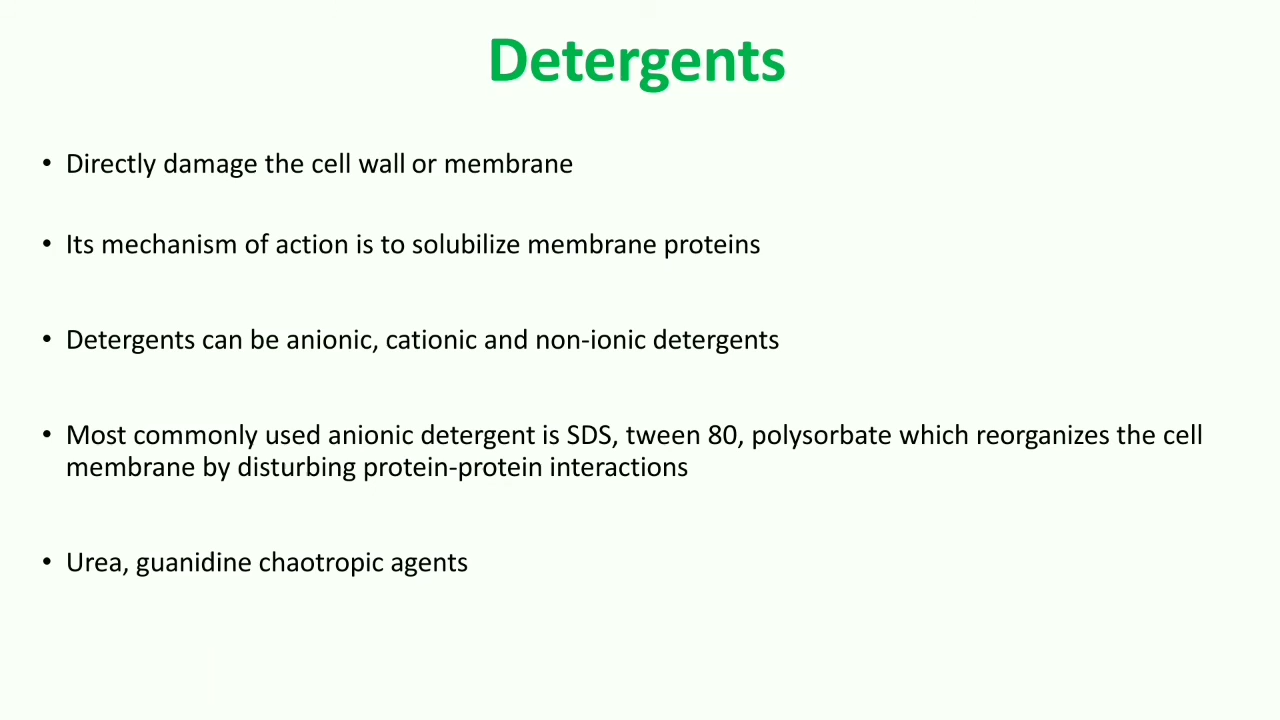 Detergents
• Directly damage the cell wall or membrane
• Its mechanism of action is to solubilize membrane proteins
• Detergents can be anionic, cationic and non-ionic detergents
• Most commonly used anionic detergent is SDS, tween 80, polysorbate which reorganizes the cell
membrane by disturbing protein-protein interactions
• Urea, guanidine chaotropic agents